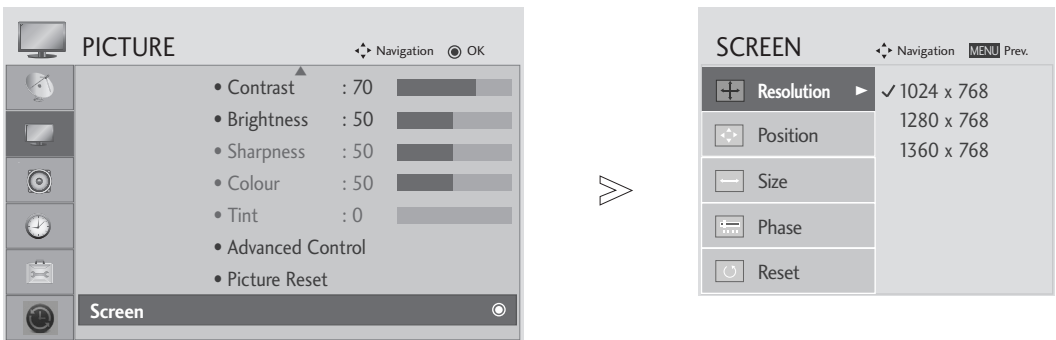 PICTURE
Navigation OK
• Contrast : 70
• Brightness : 50
• Sharpness : 50
• Colour : 50
• Tint : 0
• Advanced Control
• Picture Reset
Screen
SCREEN
Navigation MENU Prev.
Resolution ► ✓ 1024 x 768
1280 x 768
1360 x 768
Position
Size
Phase
Reset